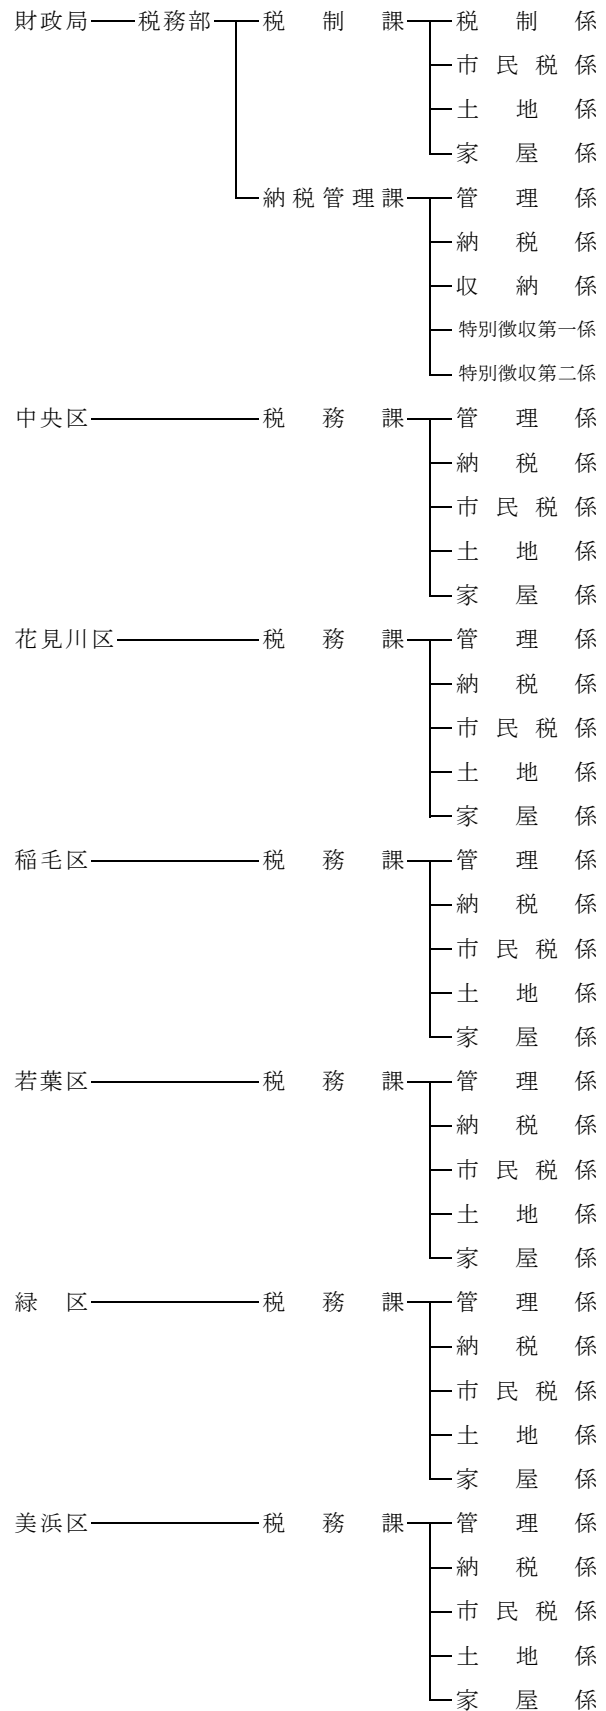 財政局 税務部 税制課 税制係
市民税係
土地係
家屋係
納税管理課 管理係
納税係
収納係
特別徴収第一係
特別徴収第二係
中央区 税務課 管理係
納税係
市民税係
土地係
家屋係
花見川区 税務課 管理係
納税係
市民税係
土地係
家屋係
稲毛区 税務課 管理係
納税係
市民税係
土地係
家屋係
若葉区 税務課 管理係
納税係
市民税係
土地係
家屋係
緑区 税務課 管理係
納税係
市民税係
土地係
家屋係
美浜区 税務課 管理係
納税係
市民税係
土地係
家屋係